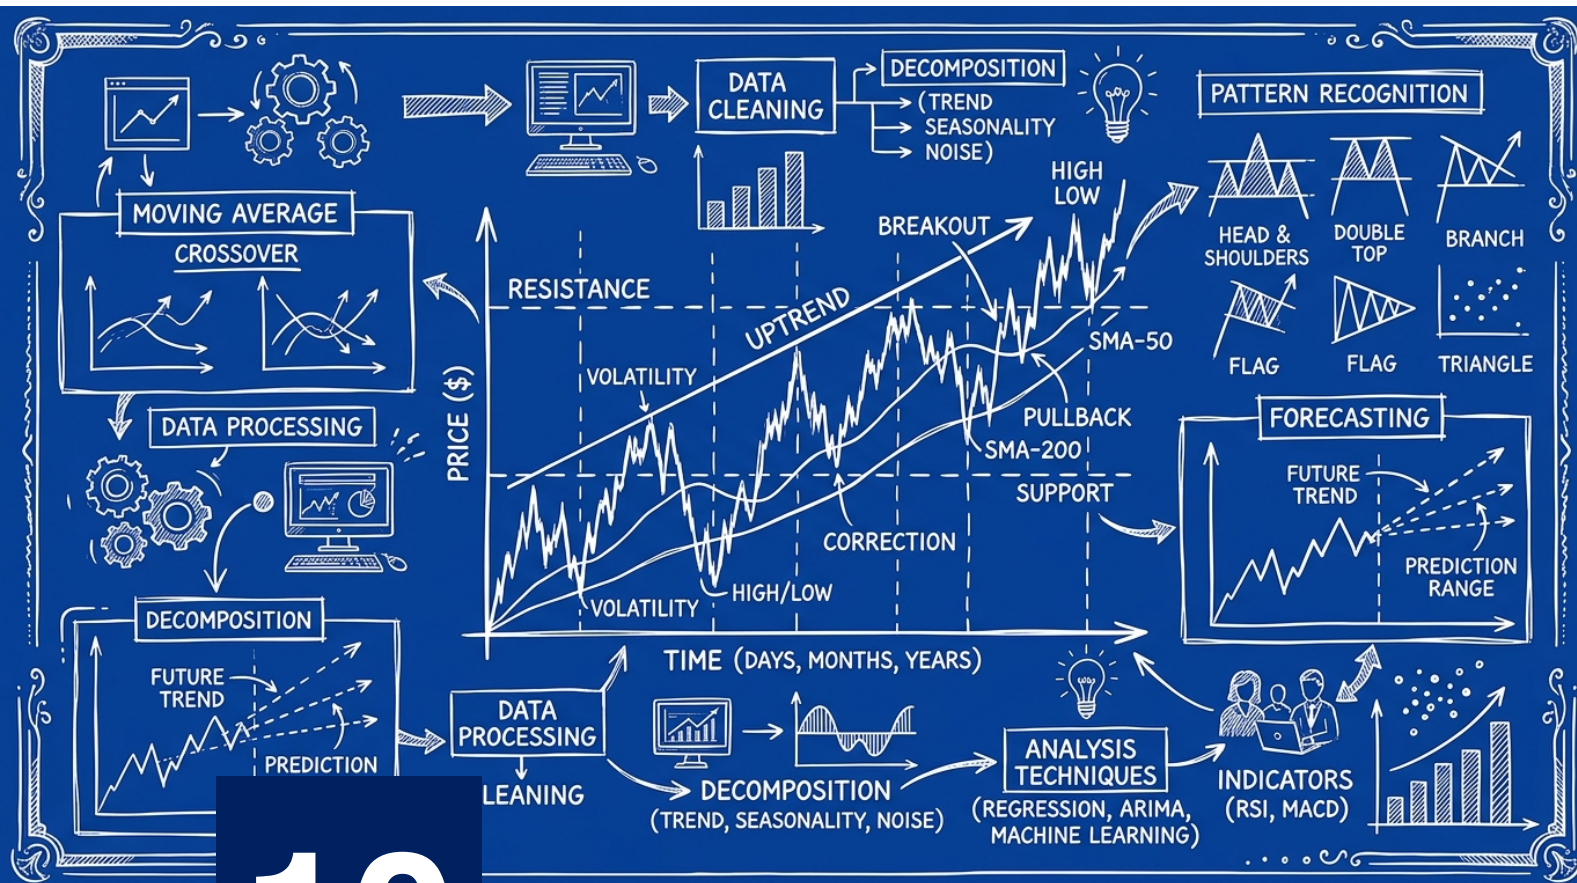 DATA
CLEANING
DECOMPOSITION
(TREND
SEASONALITY
NOISE)
PATTERN RECOGNITION
HEAD &
SHOULDERS
DOUBLE
TOP
BRANCH
FLAG
FLAG
TRIANGLE
MOVING AVERAGE
CROSSOVER
HIGH
LOW
BREAKOUT
RESISTANCE
UPTREND
VOLATILITY
SMA-50
PULLBACK
SMA-200
SUPPORT
CORRECTION
HIGH/LOW
VOLATILITY
PRICE ($)
TIME (DAYS, MONTHS, YEARS)
DATA PROCESSING
FORECASTING
FUTURE
TREND
PREDICTION
RANGE
DECOMPOSITION
FUTURE
TREND
PREDICTION
DATA
PROCESSING
LEANING
DECOMPOSITION
(TREND, SEASONALITY, NOISE)
ANALYSIS
TECHNIQUES
(REGRESSION, ARIMA,
MACHINE LEARNING)
INDICATORS
(RSI, MACD)